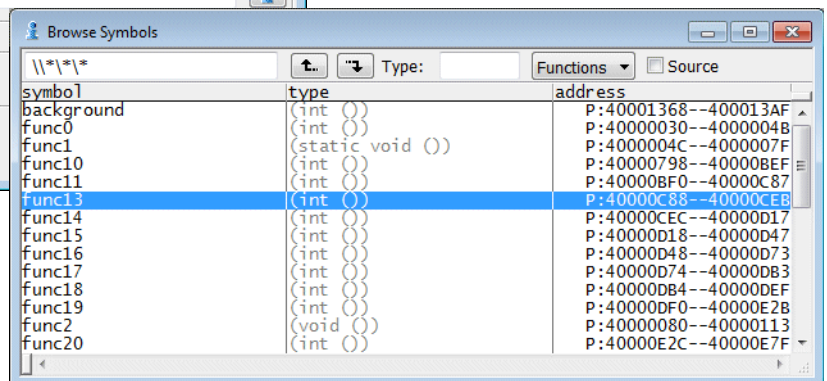 Browse Symbols
\\*\*\* Type: Functions Source
symbol type address
background (int ()) P:40001368--400013AF
func0 (int ()) P:40000030--4000004B
func1 (static void ()) P:4000004C--4000007F
func10 (int ()) P:40000798--40000BEF
func11 (int ()) P:40000BF0--40000C87
func13 (int ()) P:40000C88--40000CEB
func14 (int ()) P:40000CEC--40000D17
func15 (int ()) P:40000D18--40000D47
func16 (int ()) P:40000D48--40000D73
func17 (int ()) P:40000D74--40000DB3
func18 (int ()) P:40000DB4--40000DEF
func19 (int ()) P:40000DF0--40000E2B
func2 (void ()) P:40000080--40000113
func20 (int ()) P:40000E2C--40000E7F